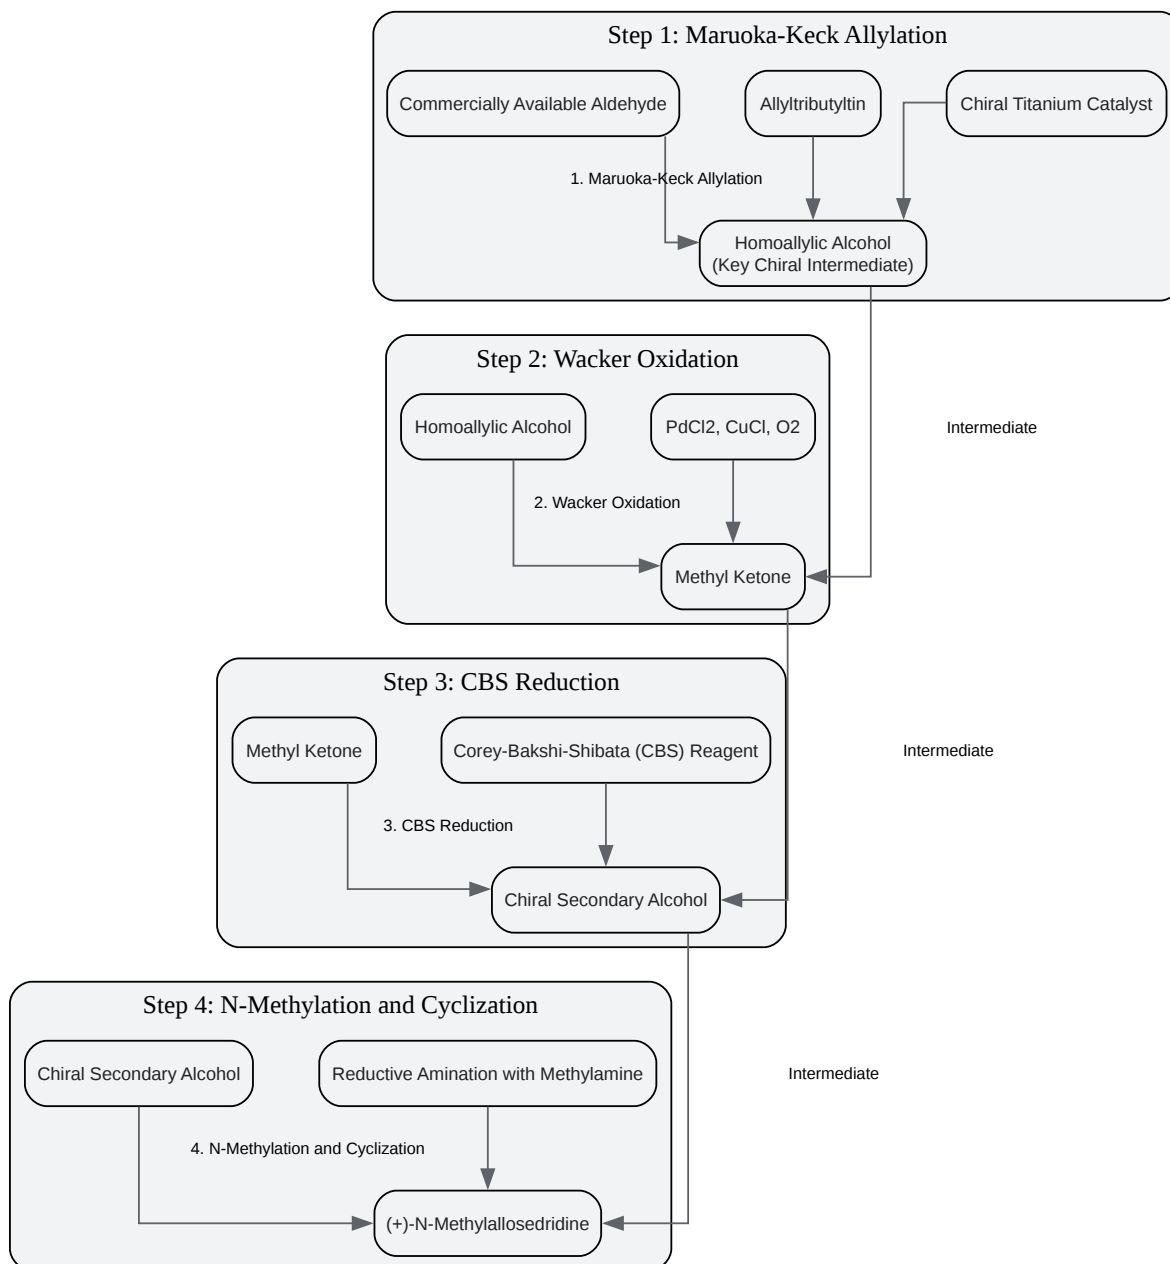 Step 1: Maruoka-Keck Allylation
Commercially Available Aldehyde
Allyltributyltin
Chiral Titanium Catalyst
1. Maruoka-Keck Allylation
Homoallylic Alcohol
(Key Chiral Intermediate)
Step 2: Wacker Oxidation
Homoallylic Alcohol
PdCl2, CuCl, O2
Intermediate
2. Wacker Oxidation
Methyl Ketone
Step 3: CBS Reduction
Methyl Ketone
Corey-Bakshi-Shibata (CBS) Reagent
Intermediate
3. CBS Reduction
Chiral Secondary Alcohol
Step 4: N-Methylation and Cyclization
Chiral Secondary Alcohol
Reductive Amination with Methylamine
Intermediate
4. N-Methylation and Cyclization
(+)-N-Methylallosedridine